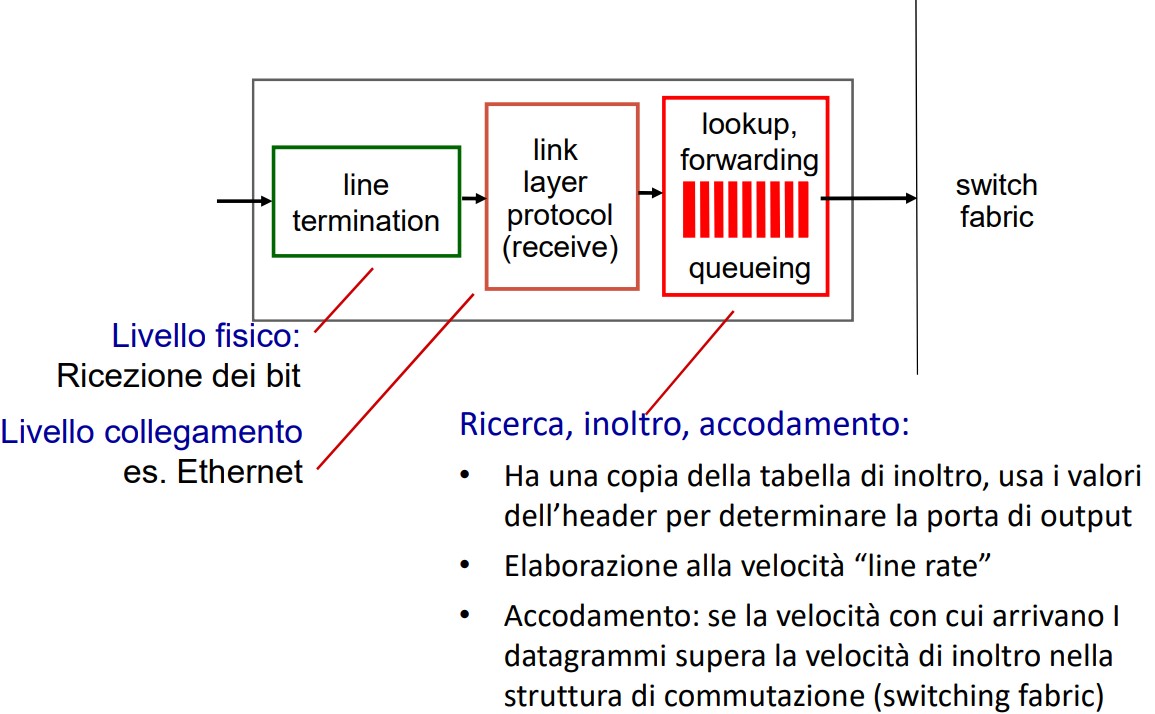 line
termination
link
layer
protocol
(receive)
lookup,
forwarding
queueing
switch
fabric
Livello fisico:
Ricezione dei bit
Livello collegamento
es. Ethernet
Ricerca, inoltro, accodamento:
• Ha una copia della tabella di inoltro, usa i valori
dell’header per determinare la porta di output
• Elaborazione alla velocità “line rate”
• Accodamento: se la velocità con cui arrivano I
datagrammi supera la velocità di inoltro nella
struttura di commutazione (switching fabric)